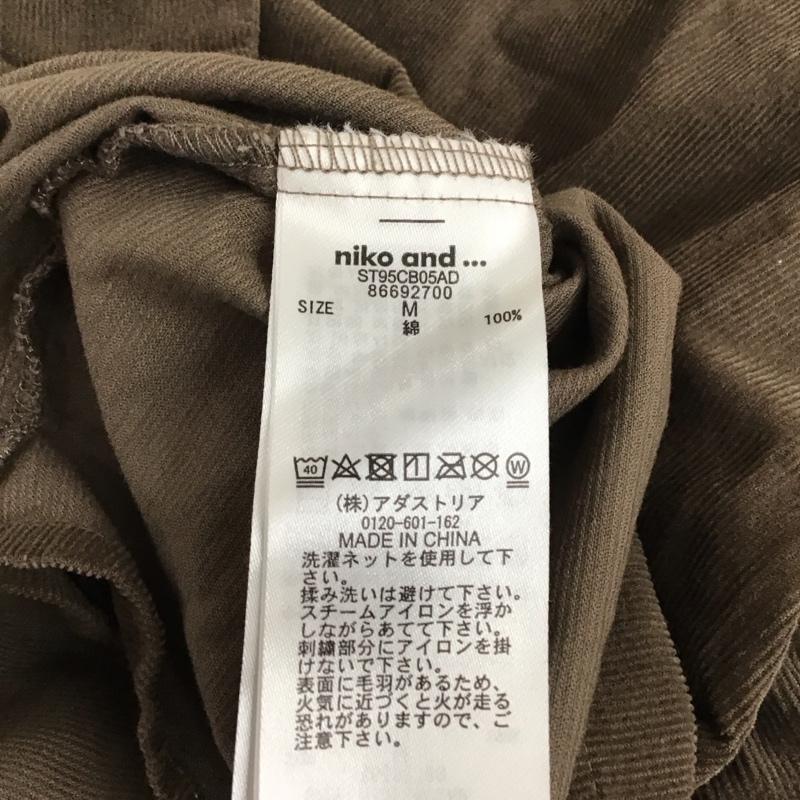 niko and ...
ST95CB05AD
86692700
SIZE M
綿 100%
40
W
(株)アダストリア
0120-601-162
MADE IN CHINA
洗濯ネットを使用して下
さい。
揉み洗いは避けて下さい。
スチームアイロンを浮か
しながらあてて下さい。
刺繍部分にアイロンを掛
けないで下さい。
表面に毛羽があるため、
火気に近づくと火が走る
恐れがありますので、ご
注意下さい。